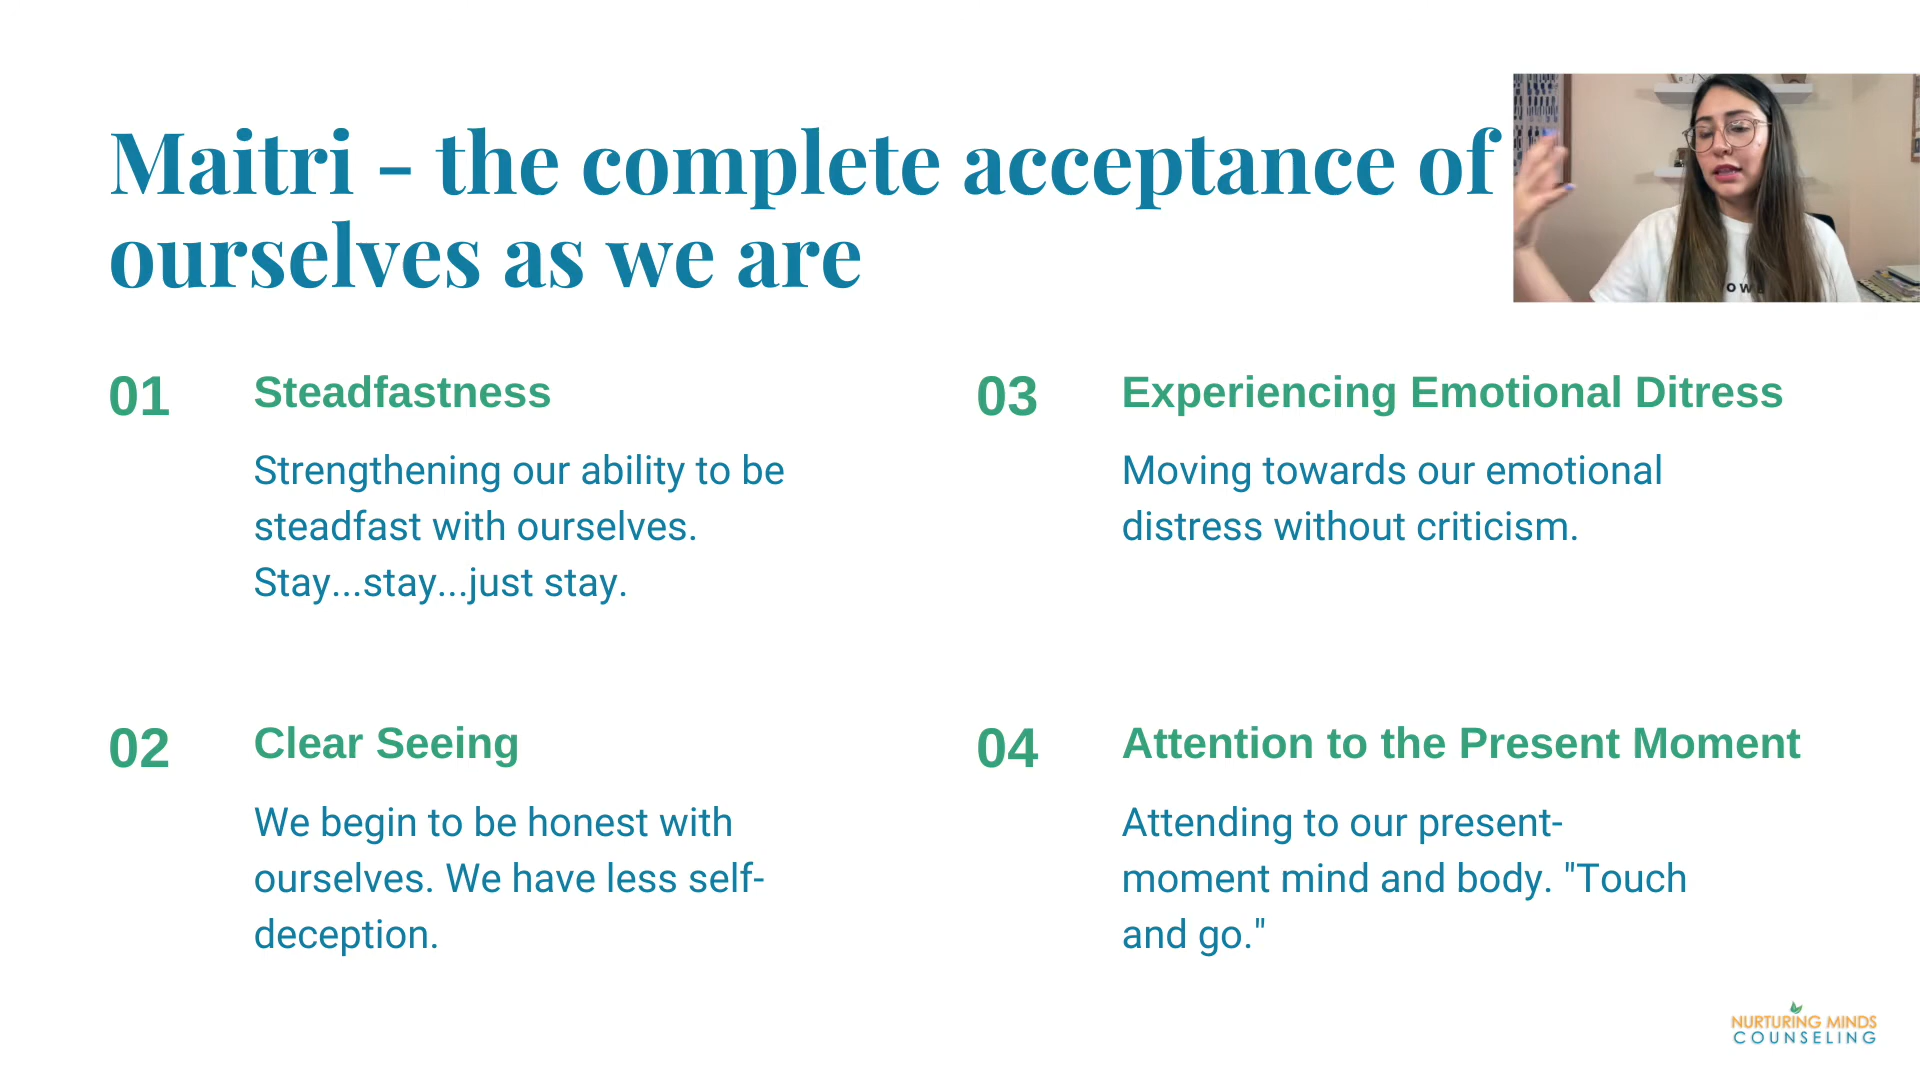 Maitri - the complete acceptance of
ourselves as we are
01
Steadfastness
Strengthening our ability to be
steadfast with ourselves.
Stay...stay...just stay.
02
Clear Seeing
We begin to be honest with
ourselves. We have less self-
deception.
03
Experiencing Emotional Ditress
Moving towards our emotional
distress without criticism.
04
Attention to the Present Moment
Attending to our present-
moment mind and body. "Touch
and go."
NURTURING MINDS
COUNSELING